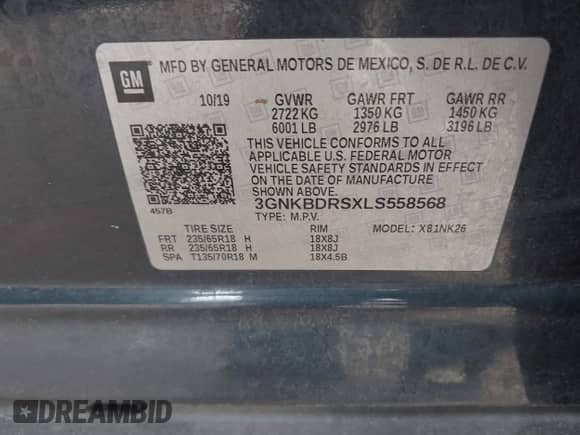 GM
MFD BY GENERAL MOTORS DE MEXICO, S. DE R.L. DE C.V.
10/19 GVWR GAWR FRT GAWR RR
2722 KG 1350 KG 1450 KG
6001 LB 2976 LB 3196 LB
THIS VEHICLE CONFORMS TO ALL
APPLICABLE U.S. FEDERAL MOTOR
VEHICLE SAFETY STANDARDS IN
EFFECT ON THE DATE OF MANUFACTURE
SHOWN ABOVE.
457B 3GNKBDRSXLS558568
TYPE: M.P.V. MODEL: X81NK26
TIRE SIZE RIM
FRT 235/65R18 H 18X8J
RR 235/65R18 H 18X8J
SPA T135/70R18 M 18X4.5B
DREAMBID